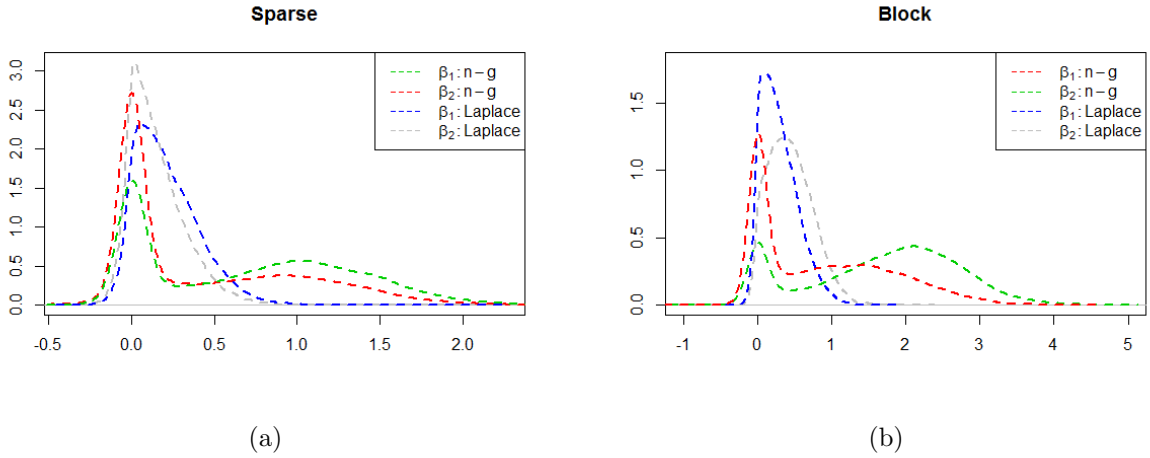 Sparse
β₁: n − g
β₂: n − g
β₁: Laplace
β₂: Laplace
0.0 0.5 1.0 1.5 2.0 2.5 3.0
-0.5 0.0 0.5 1.0 1.5 2.0
(a)
Block
β₁: n − g
β₂: n − g
β₁: Laplace
β₂: Laplace
0.0 0.5 1.0 1.5
-1 0 1 2 3 4 5
(b)